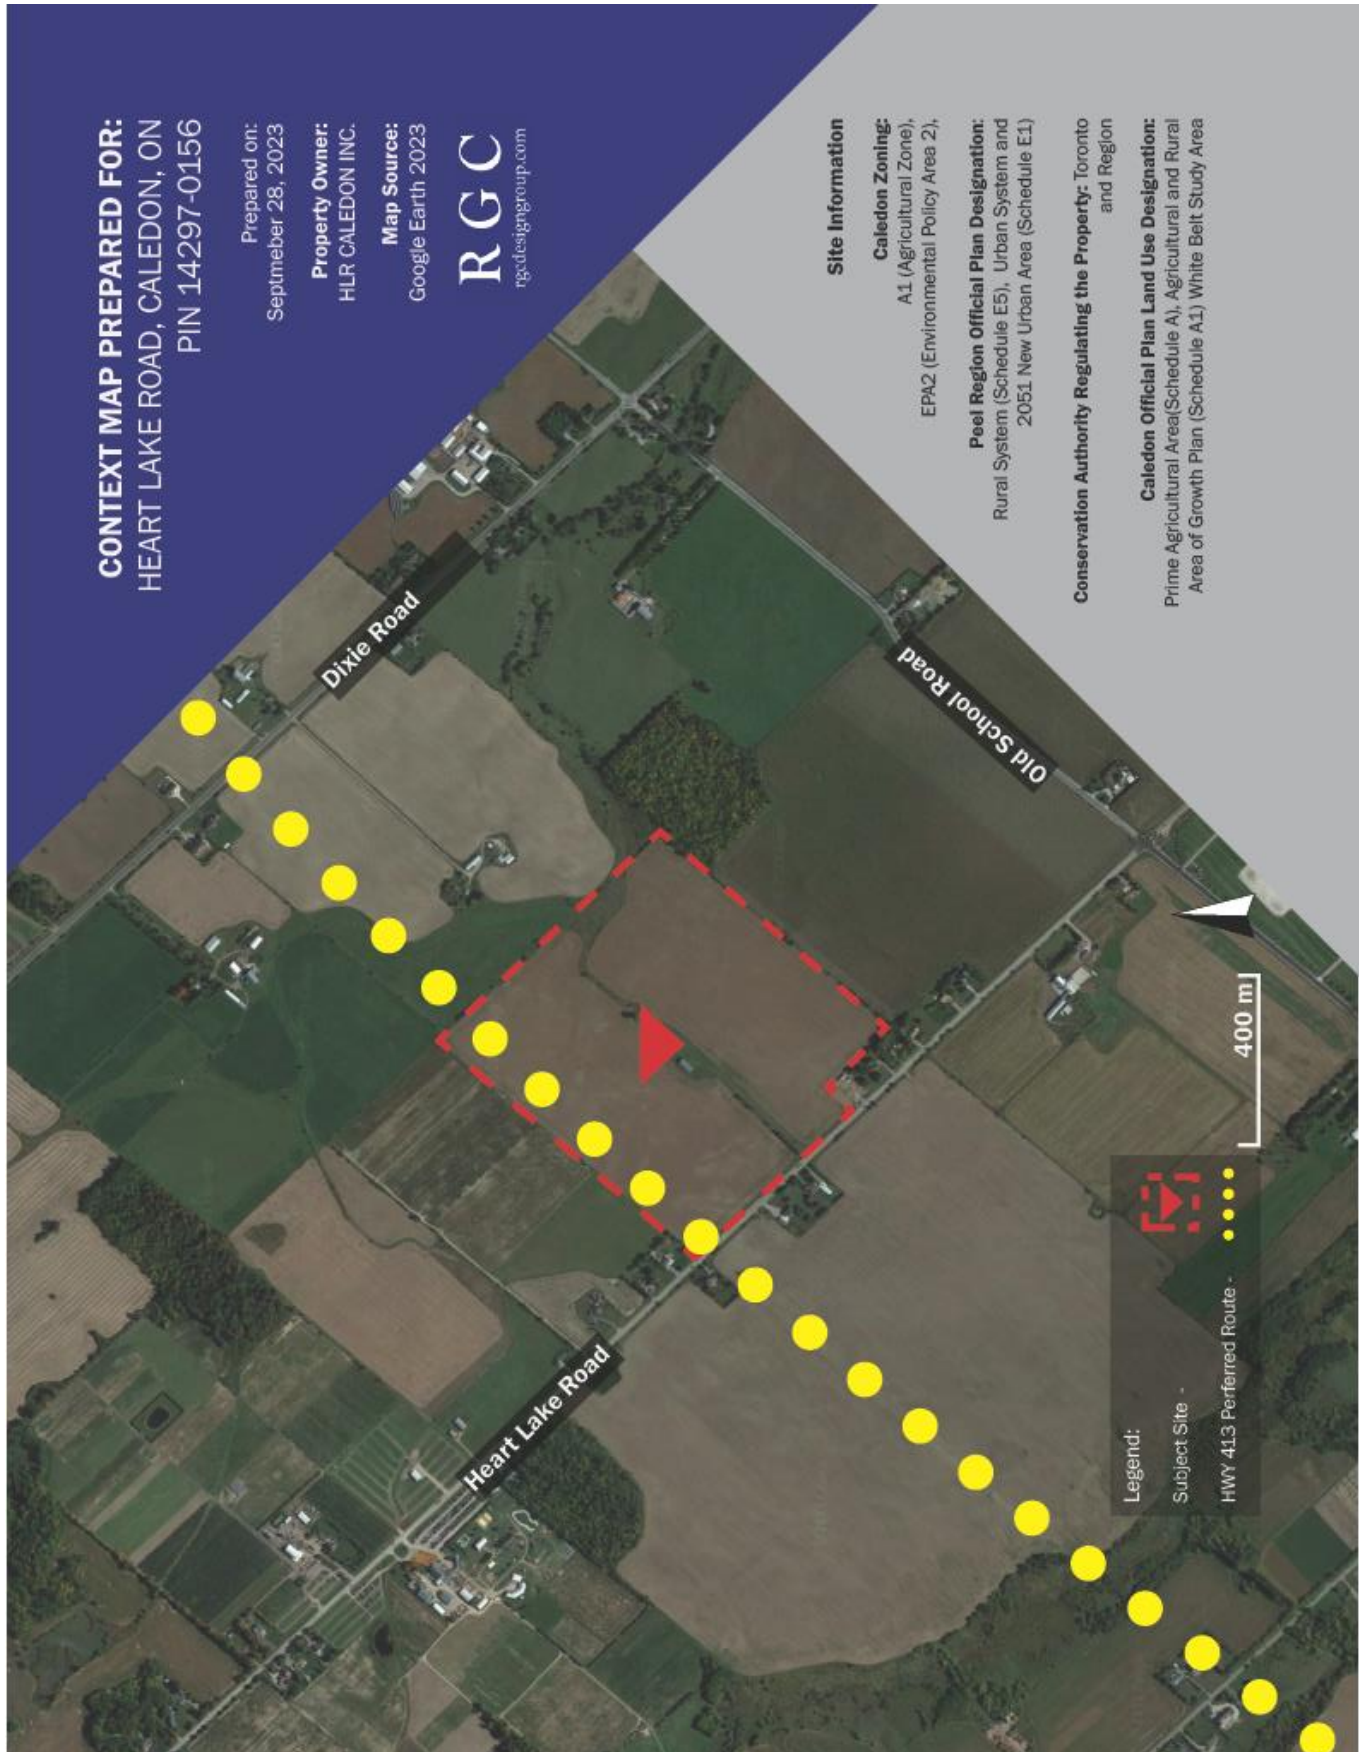 CONTEXT MAP PREPARED FOR:
HEART LAKE ROAD, CALEDON, ON
PIN 14297-0156
Prepared on:
Septmeber 28, 2023
Property Owner:
HLR CALEDON INC.
Map Source:
Google Earth 2023
R G C
rgcdesigngroup.com
Site Information
Caledon Zoning:
A1 (Agricultural Zone),
EPA2 (Environmental Policy Area 2),
Peel Region Official Plan Designation:
Rural System (Schedule E5), Urban System and
2051 New Urban Area (Schedule E1)
Conservation Authority Regulating the Property: Toronto
and Region
Caledon Official Plan Land Use Designation:
Prime Agricultural Area(Schedule A), Agricultural and Rural
Area of Growth Plan (Schedule A1) White Belt Study Area
Dixie Road
Old School Road
Heart Lake Road
400 m
Legend:
Subject Site -
HWY 413 Perferred Route -